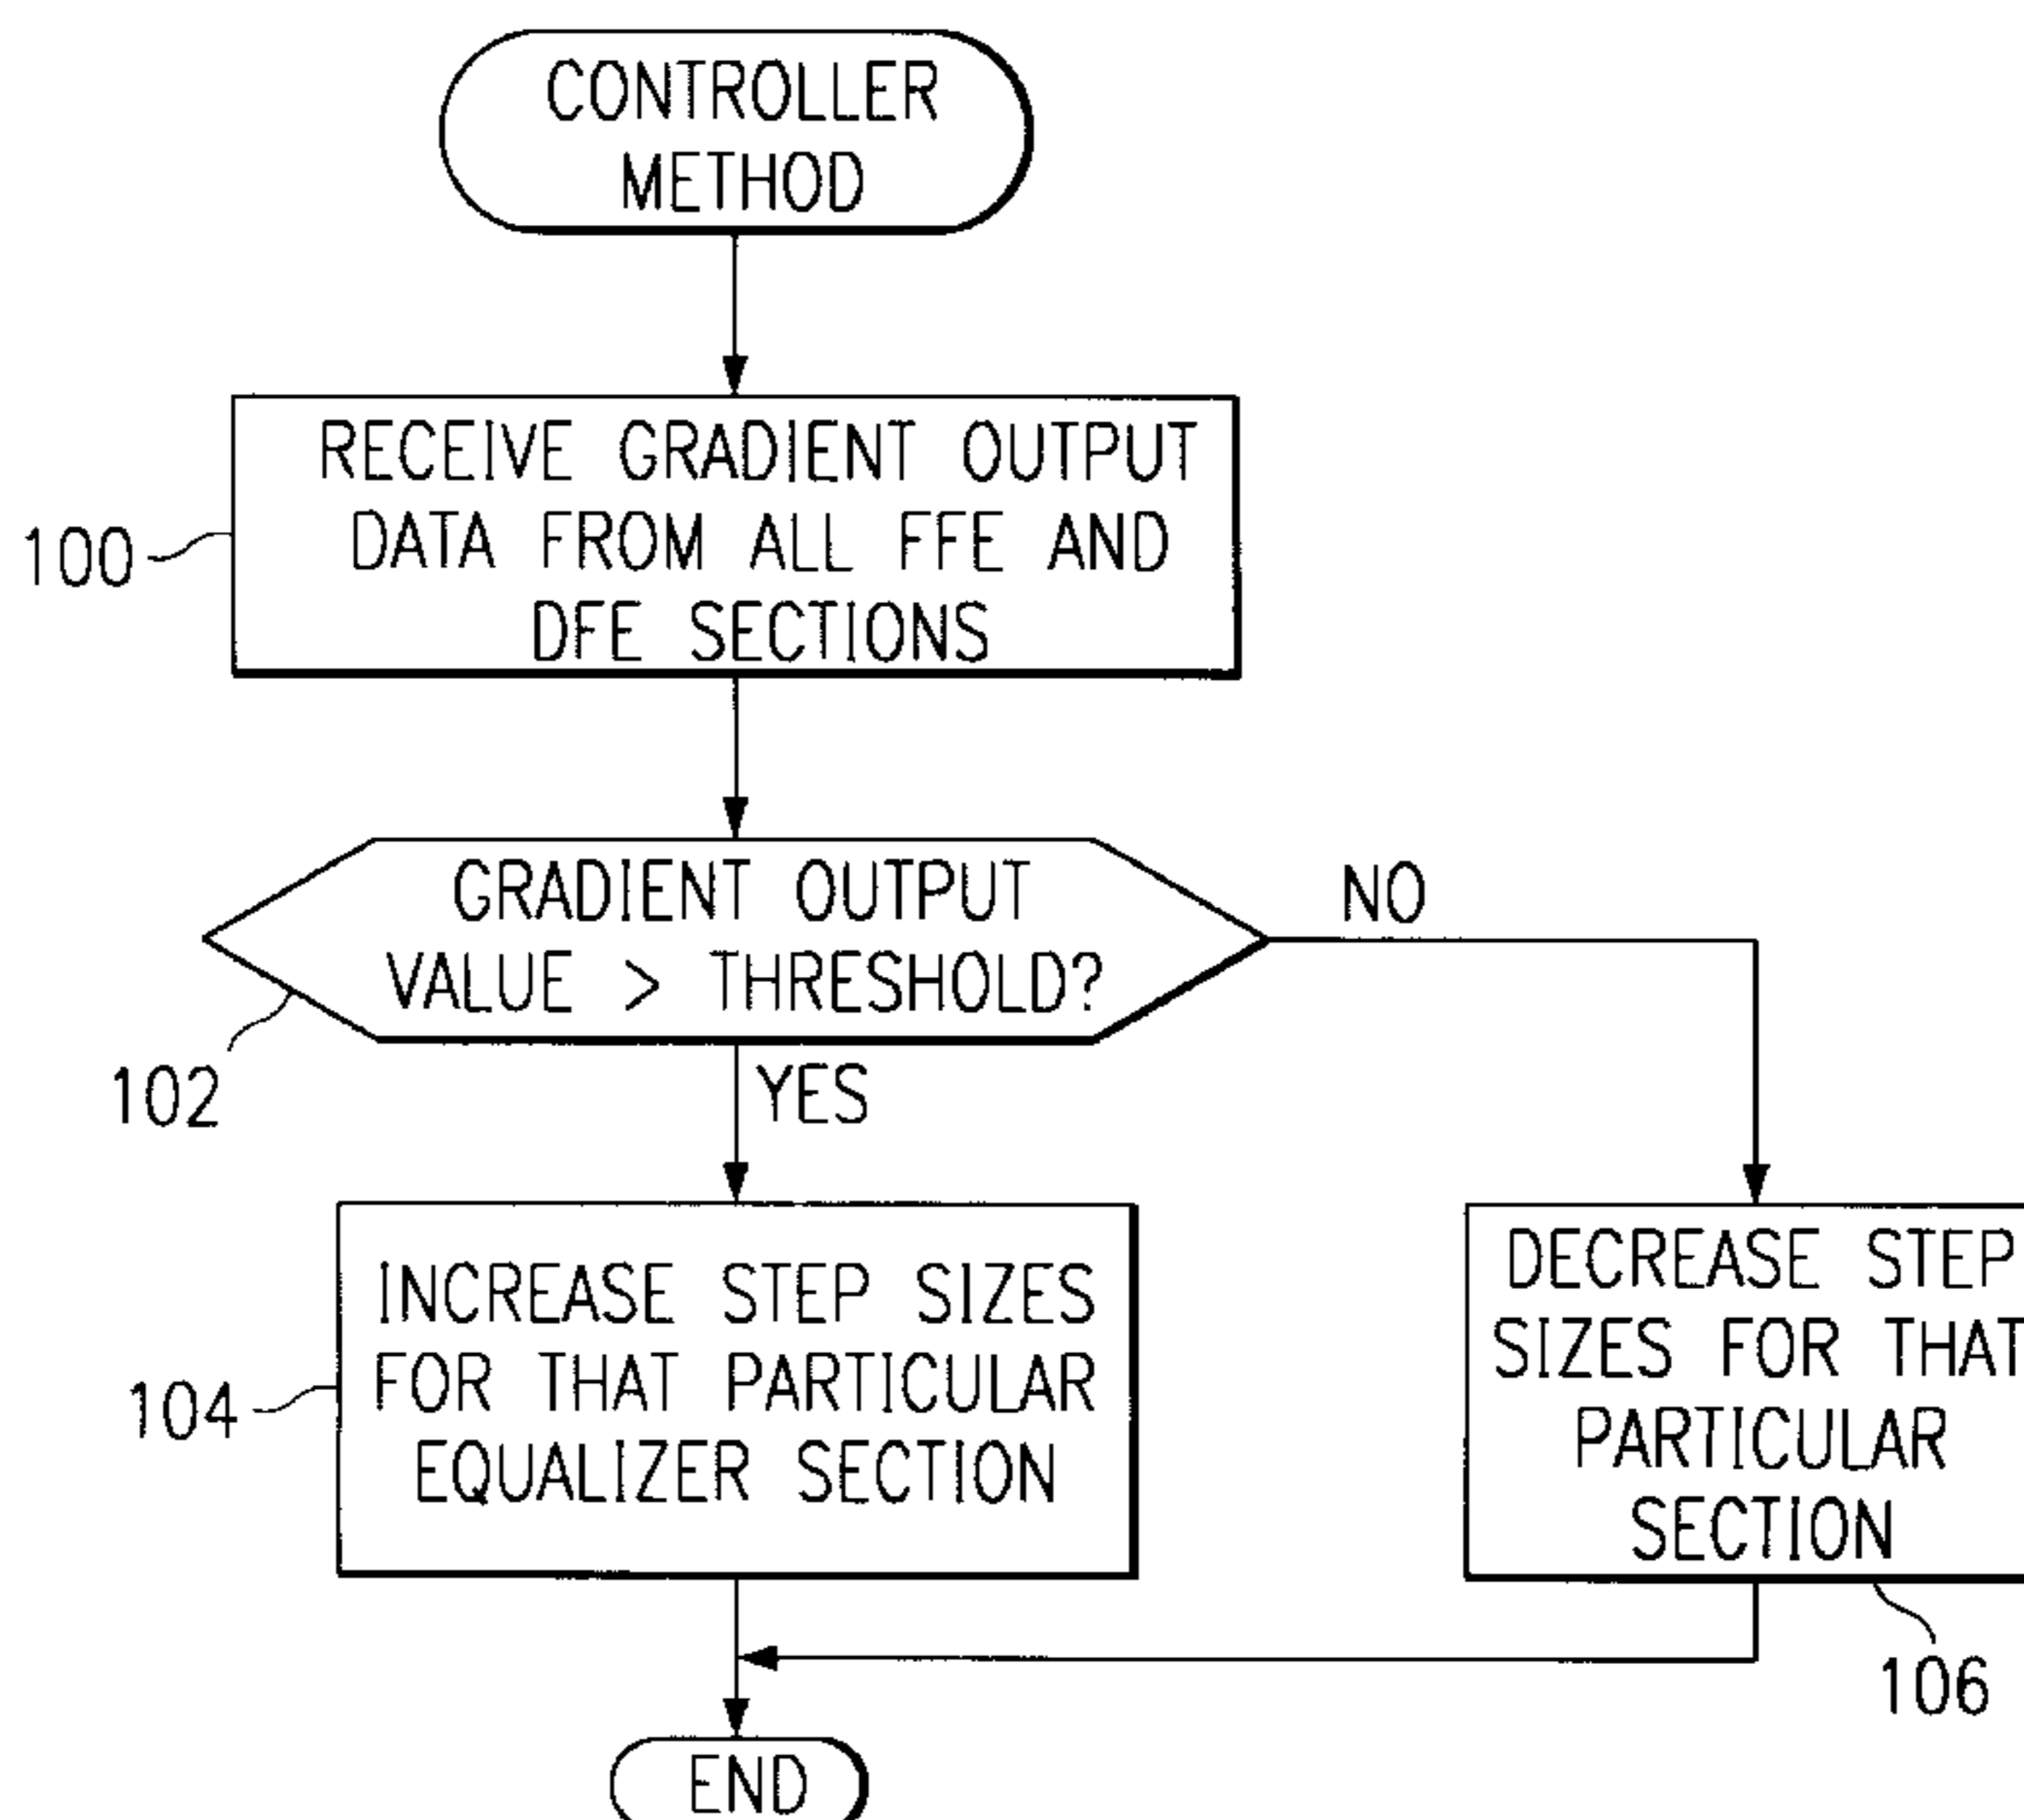 CONTROLLER
METHOD
RECEIVE GRADIENT OUTPUT
DATA FROM ALL FFE AND
DFE SECTIONS
100
GRADIENT OUTPUT
VALUE > THRESHOLD?
NO
102
YES
INCREASE STEP SIZES
FOR THAT PARTICULAR
EQUALIZER SECTION
104
DECREASE STEP
SIZES FOR THAT
PARTICULAR
SECTION
106
END